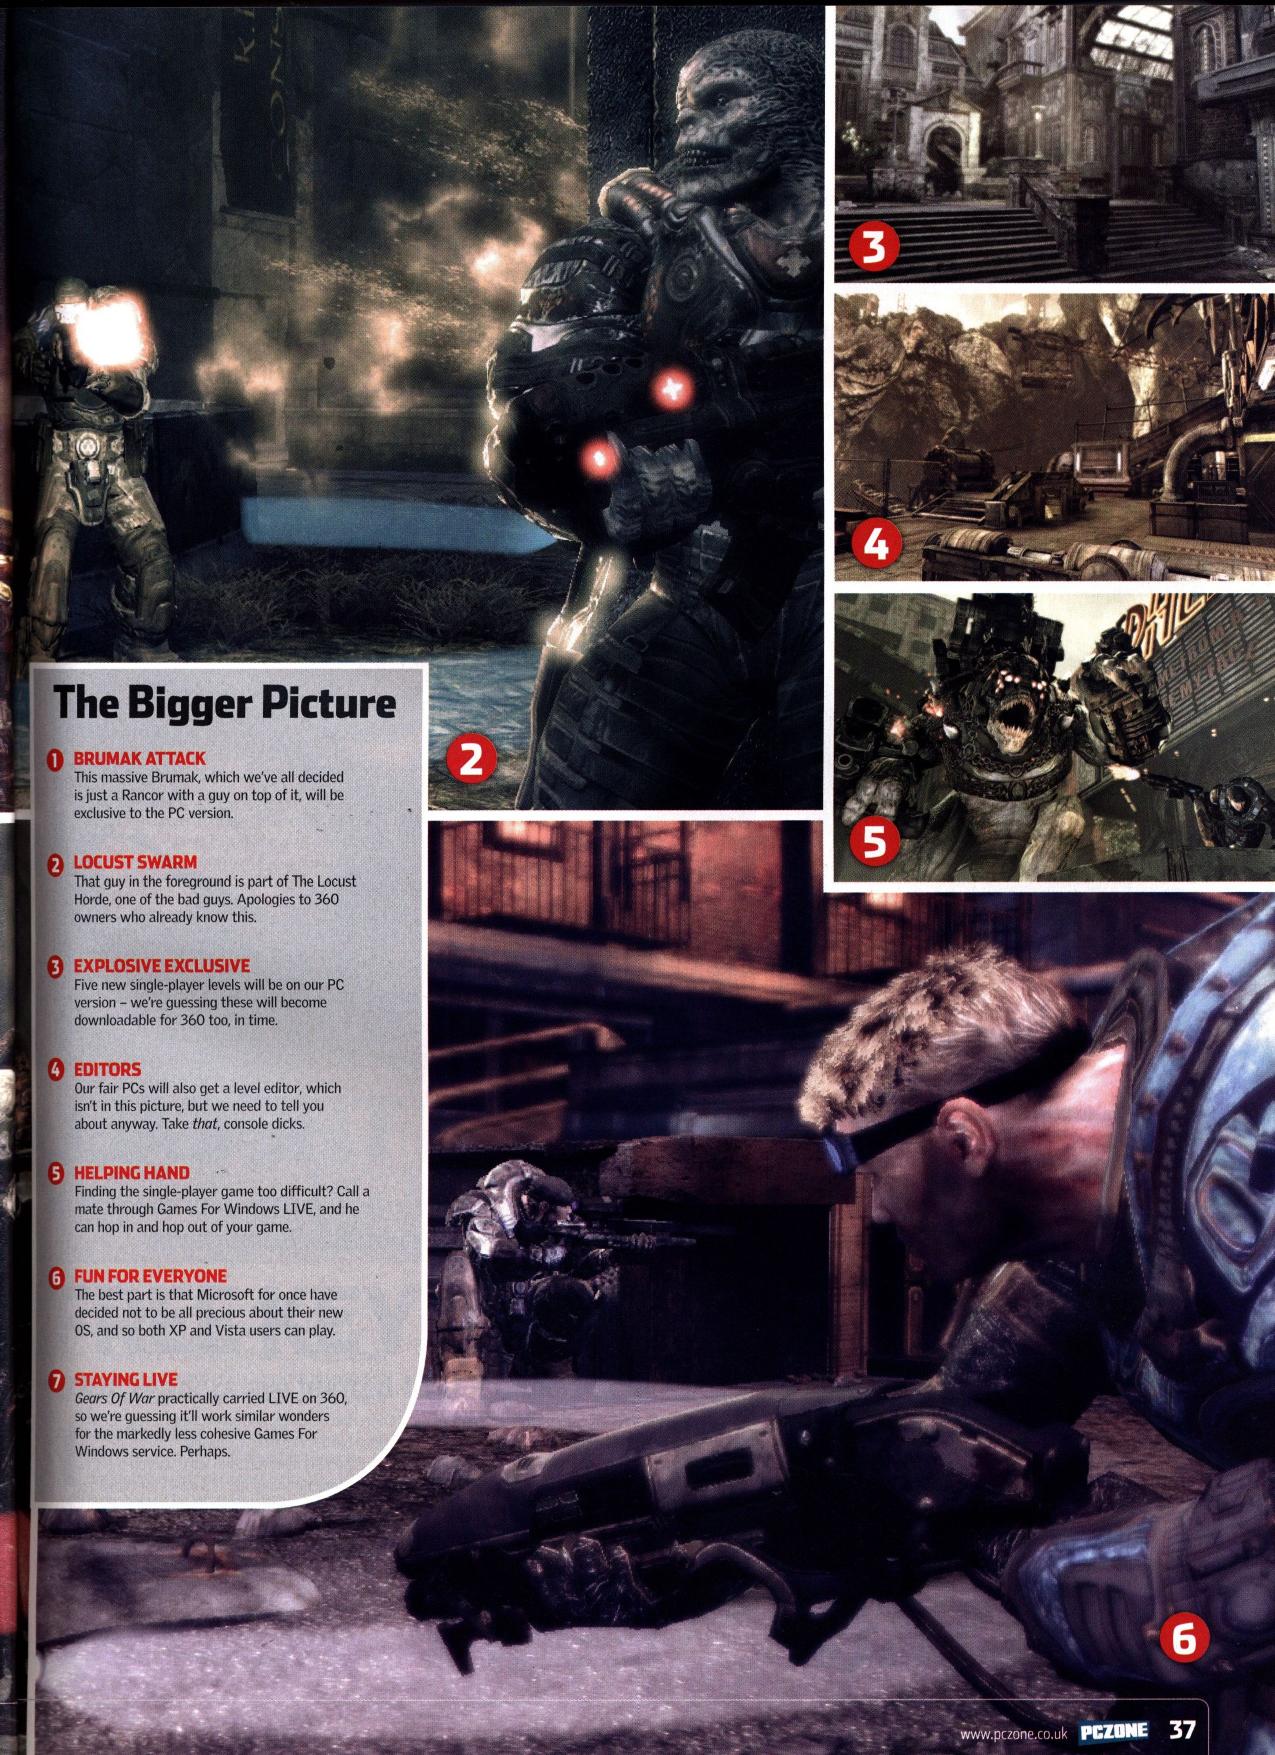 The Bigger Picture
1 BRUMAK ATTACK
This massive Brumak, which we've all decided
is just a Rancor with a guy on top of it, will be
exclusive to the PC version.
2 LOCUST SWARM
That guy in the foreground is part of The Locust
Horde, one of the bad guys. Apologies to 360
owners who already know this.
3 EXPLOSIVE EXCLUSIVE
Five new single-player levels will be on our PC
version – we're guessing these will become
downloadable for 360 too, in time.
4 EDITORS
Our fair PCs will also get a level editor, which
isn't in this picture, but we need to tell you
about anyway. Take that, console dicks.
5 HELPING HAND
Finding the single-player game too difficult? Call a
mate through Games For Windows LIVE, and he
can hop in and hop out of your game.
6 FUN FOR EVERYONE
The best part is that Microsoft for once have
decided not to be all precious about their new
OS, and so both XP and Vista users can play.
7 STAYING LIVE
Gears Of War practically carried LIVE on 360,
so we're guessing it'll work similar wonders
for the markedly less cohesive Games For
Windows service. Perhaps.
2
3
4
5
6
www.pczone.co.uk PCZONE 37